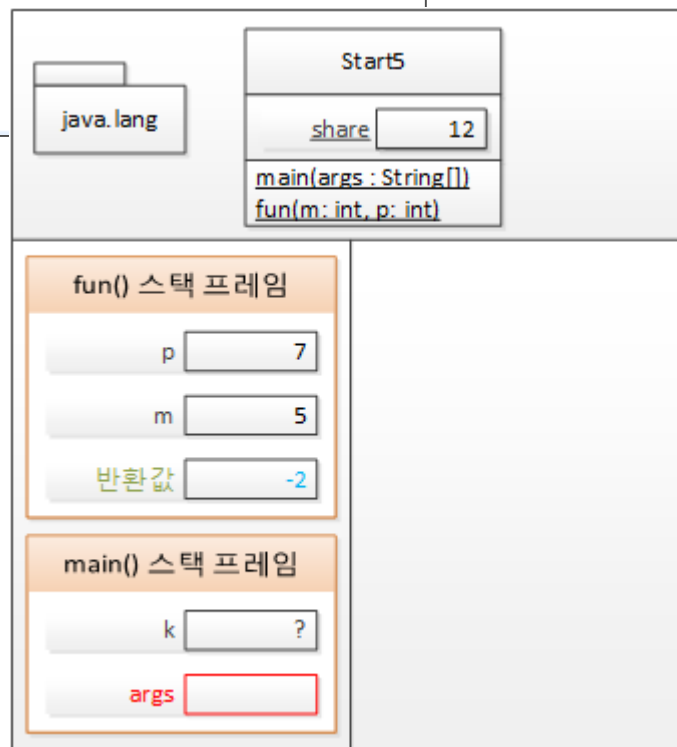 java.lang
Start5
share 12
main(args : String[])
fun(m: int, p: int)
fun() 스택 프레임
p 7
m 5
반환값 -2
main() 스택 프레임
k ?
args